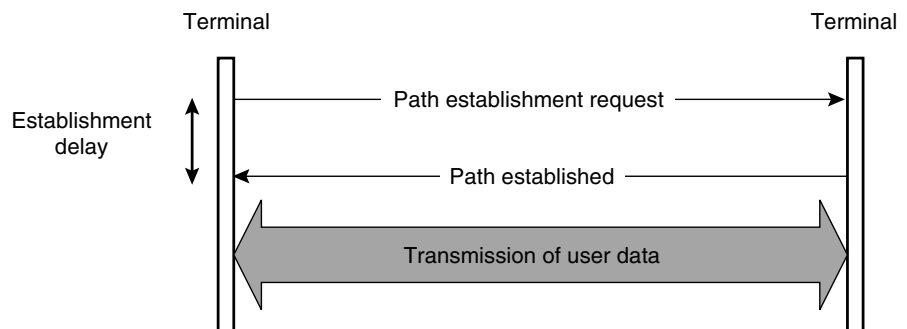 Terminal
Terminal
Path establishment request
Establishment
delay
Path established
Transmission of user data